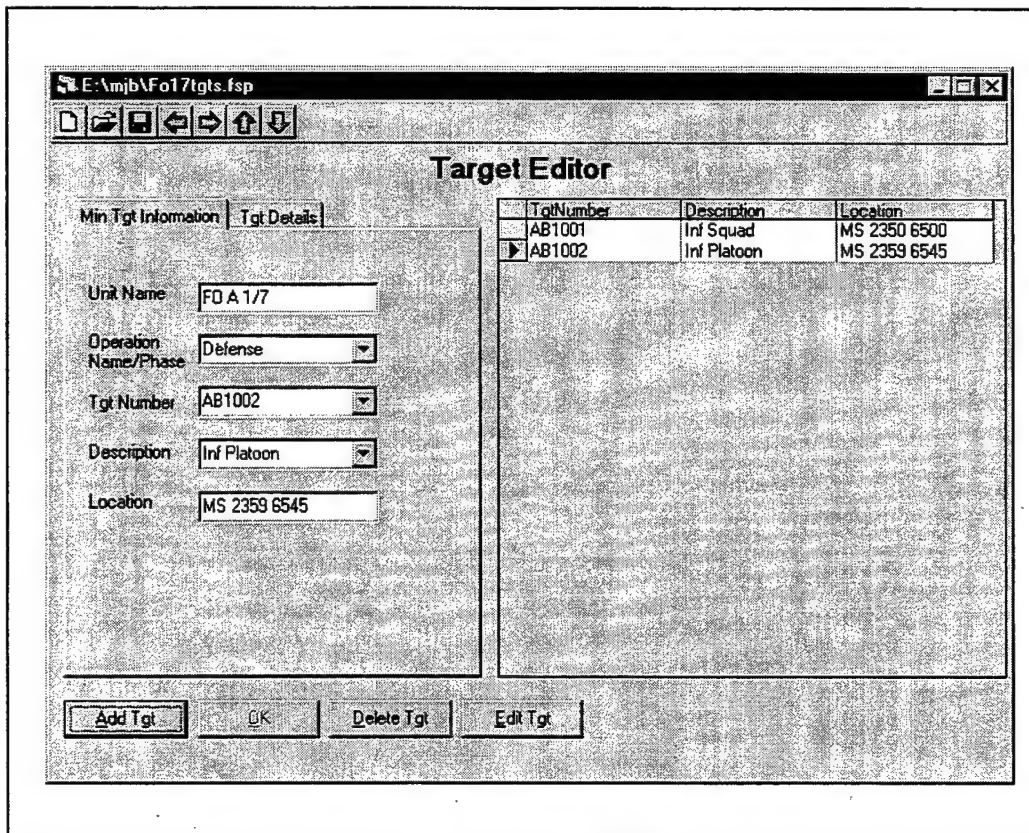 E:\mjb\Fo17tgts.fsp
Target Editor
Min Tgt Information Tgt Details
Unit Name FO A 1/7
Operation Name/Phase Defense
Tgt Number AB1002
Description Inf Platoon
Location MS 2359 6545
TgtNumber Description Location
AB1001 Inf Squad MS 2350 6500
AB1002 Inf Platoon MS 2359 6545
Add Tgt OK Delete Tgt Edit Tgt